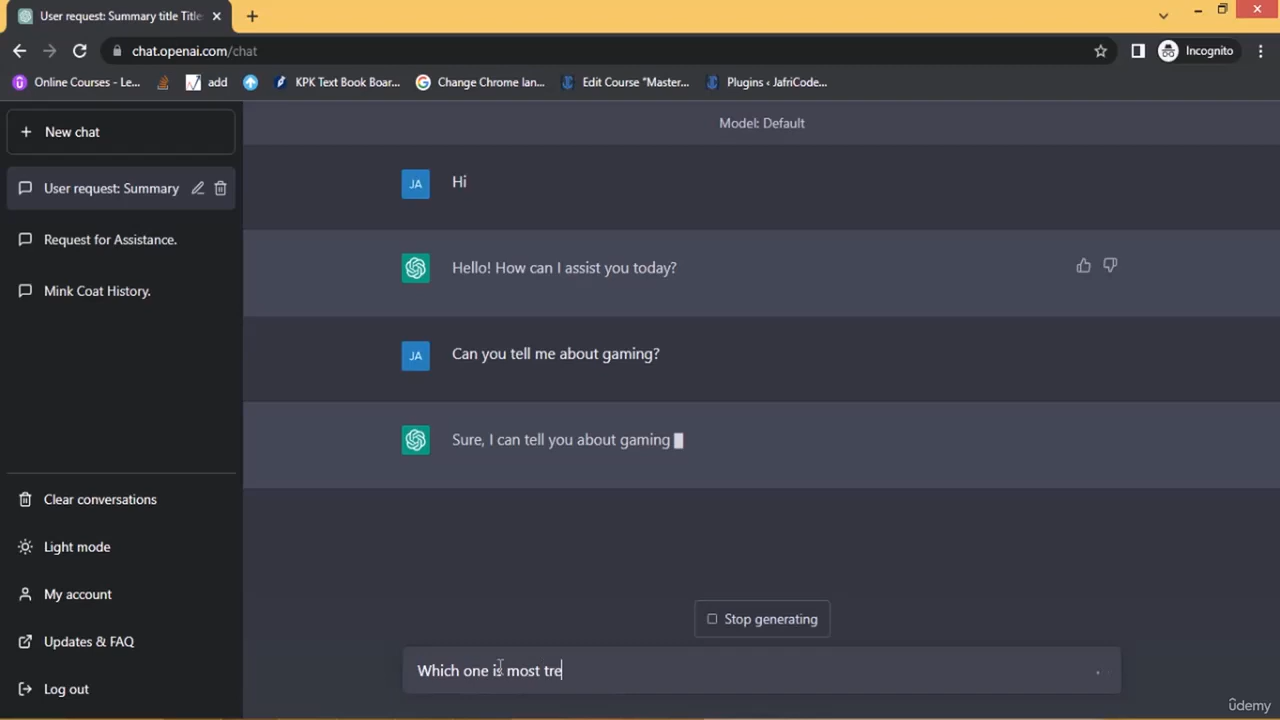 User request: Summary title Title
chat.openai.com/chat
Incognito
Online Courses - Le...
add
KPK Text Book Boar...
Change Chrome lan...
Edit Course "Master...
Plugins ‹ JafriCode...
New chat
Model: Default
User request: Summary
JA
Hi
Request for Assistance.
Hello! How can I assist you today?
Mink Coat History.
JA
Can you tell me about gaming?
Sure, I can tell you about gaming
Clear conversations
Light mode
My account
Stop generating
Updates & FAQ
Which one is most tre
Log out
ûdemy